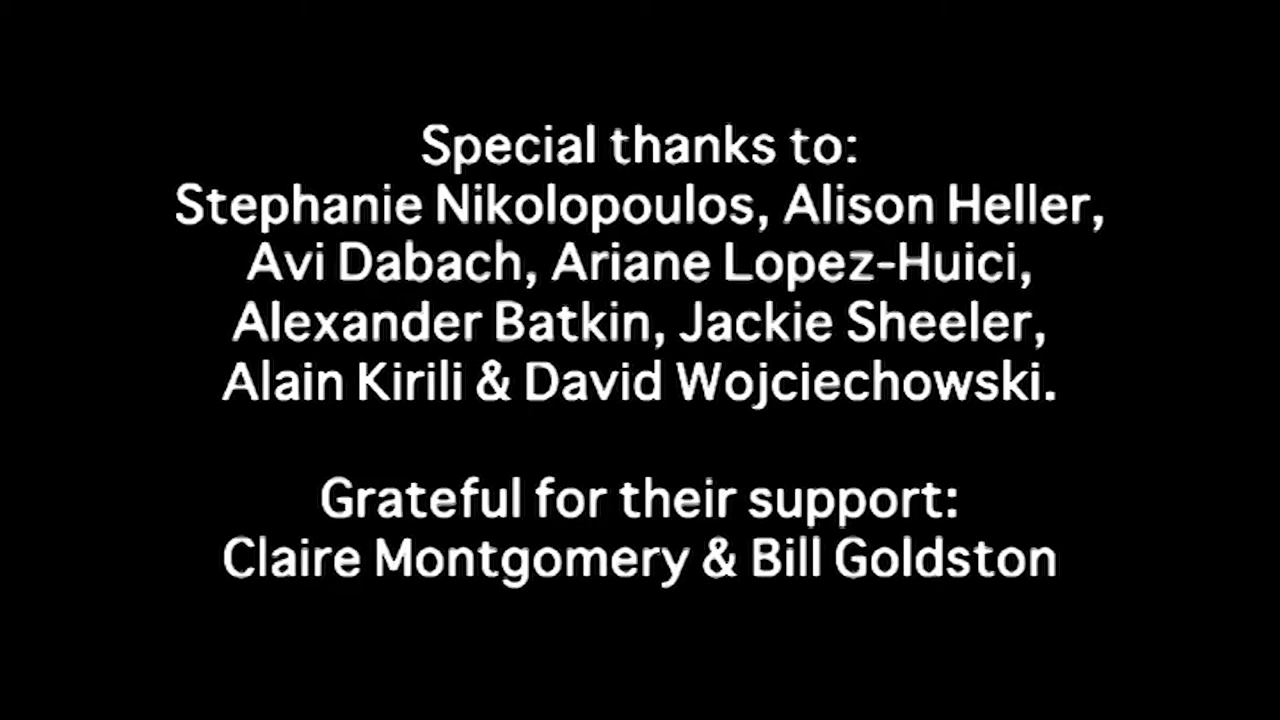 Special thanks to:
Stephanie Nikolopoulos, Alison Heller,
Avi Dabach, Ariane Lopez-Huici,
Alexander Batkin, Jackie Sheeler,
Alain Kirili & David Wojciechowski.
Grateful for their support:
Claire Montgomery & Bill Goldston